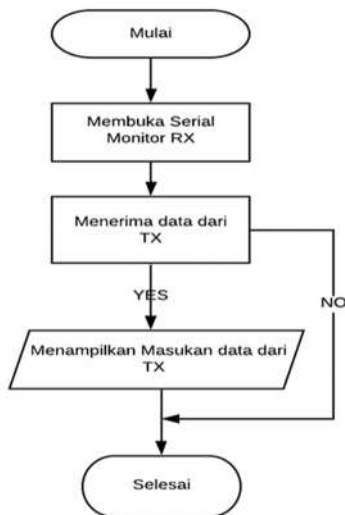 Mulai
Membuka Serial
Monitor RX
Menerima data dari
TX
YES
NO
Menampilkan Masukan data dari
TX
Selesai